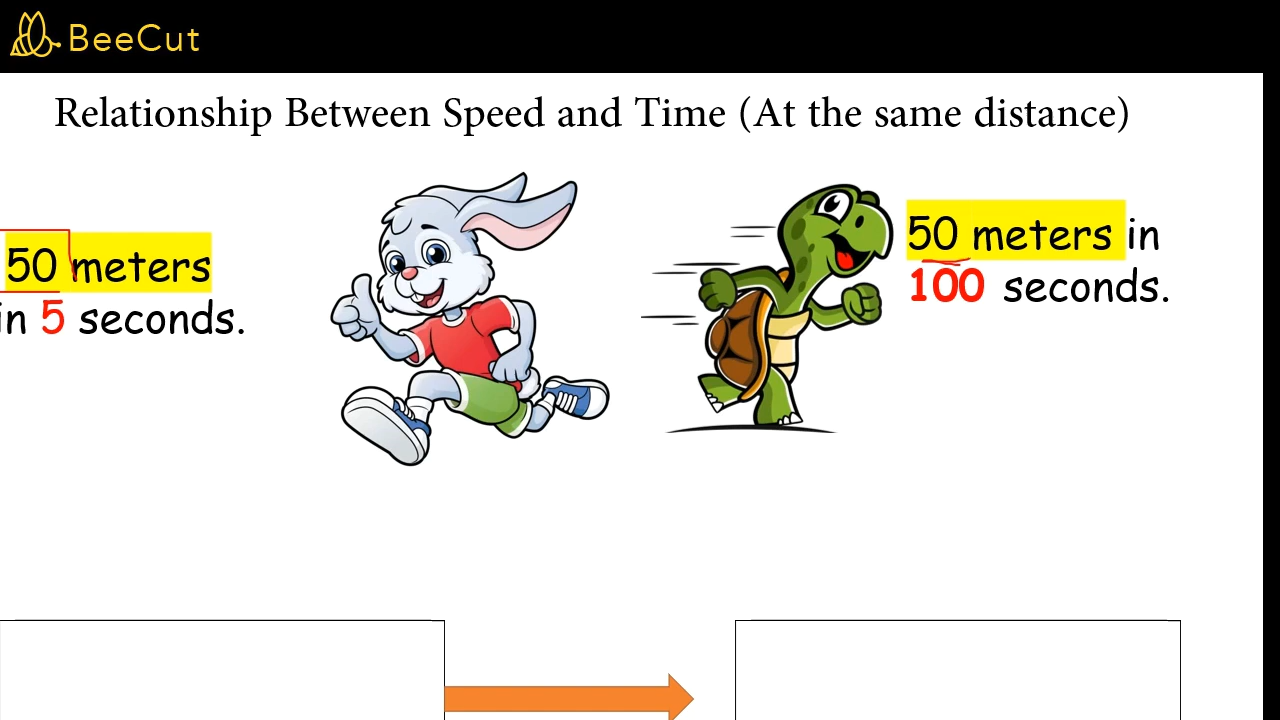 BeeCut
Relationship Between Speed and Time (At the same distance)
50 meters
in 5 seconds.
50 meters in
100 seconds.